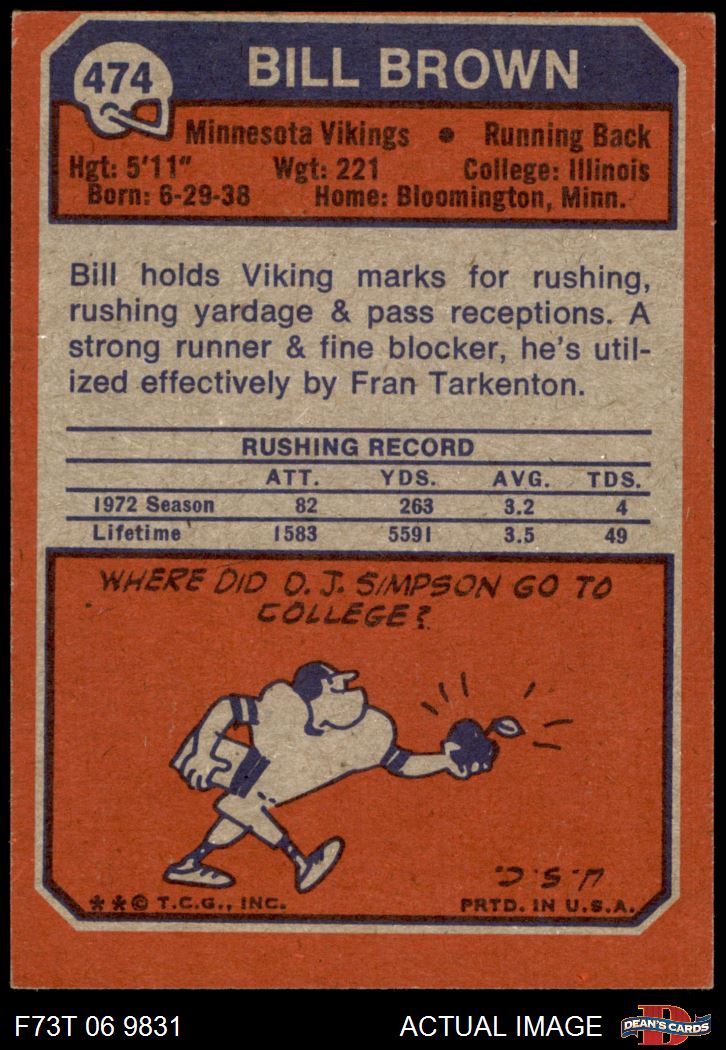 474
BILL BROWN
Minnesota Vikings • Running Back
Hgt: 5'11" Wgt: 221 College: Illinois
Born: 6-29-38 Home: Bloomington, Minn.
Bill holds Viking marks for rushing,
rushing yardage & pass receptions. A
strong runner & fine blocker, he's util-
ized effectively by Fran Tarkenton.
RUSHING RECORD
ATT. YDS. AVG. TDS.
1972 Season 82 263 3.2 4
Lifetime 1583 5591 3.5 49
WHERE DID O.J. SIMPSON GO TO
COLLEGE?
U.S.C.
**© T.C.G., INC. PRTD. IN U.S.A.
F73T 06 9831 ACTUAL IMAGE
D
DEAN'S CARDS